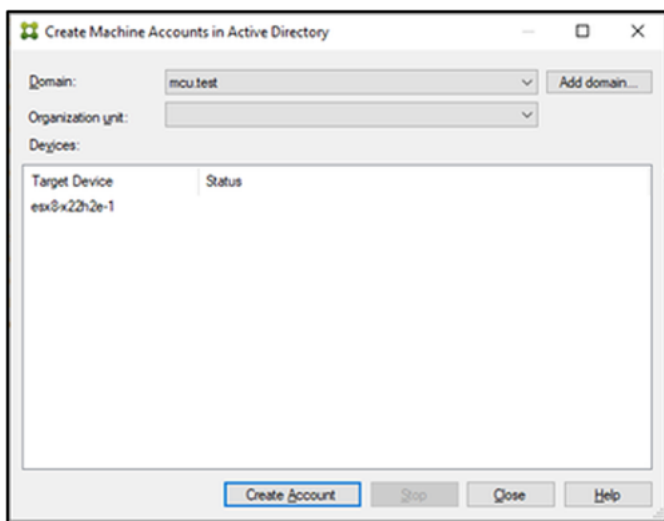 Create Machine Accounts in Active Directory
Domain: mcu.test Add domain...
Organization unit:
Devices:
Target Device Status
esx8-x22h2e-1
Create Account Stop Close Help